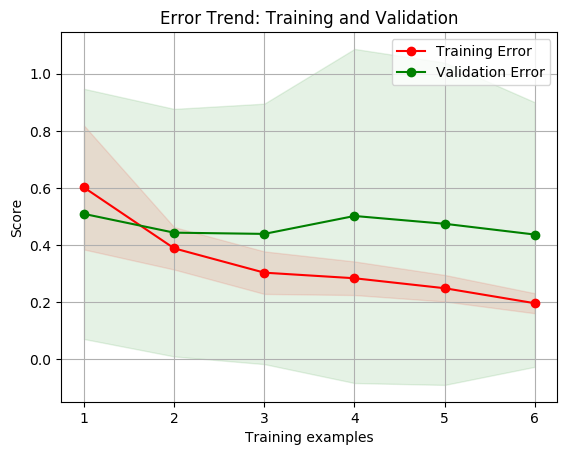 Error Trend: Training and Validation
Training Error
Validation Error
Score
1.0
0.8
0.6
0.4
0.2
0.0
1 2 3 4 5 6
Training examples